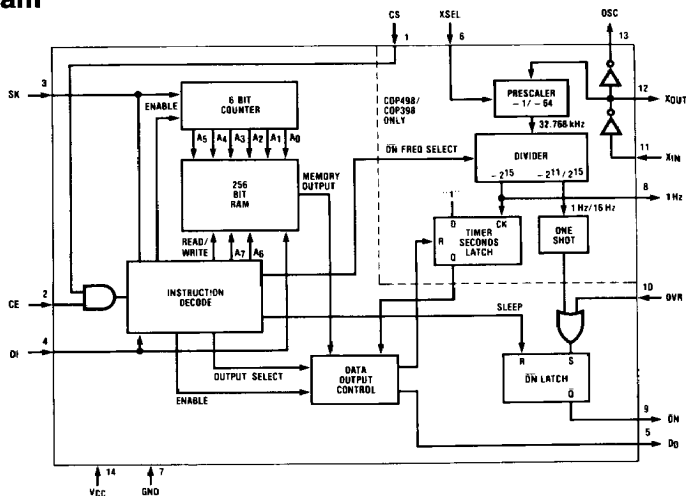 am
CS
XSEL
OSC
1
6
13
3
SK
ENABLE
6 BIT
COUNTER
COP498/
COP398
ONLY
PRESCALER
÷1/÷64
12
XOUT
A5 A4 A3 A2 A1 A0
32.768 kHz
11
XIN
ON FREQ SELECT
DIVIDER
÷2^15
÷2^11/2^15
256
BIT
RAM
MEMORY
OUTPUT
8
1 Hz
"1"
1 Hz/16 Hz
D
CK
R
TIMER
SECONDS
LATCH
Q
ONE
SHOT
READ/
WRITE
A7
A6
2
CE
INSTRUCTION
DECODE
10
OVR
SLEEP
4
DI
R
S
ON LATCH
Q
OUTPUT SELECT
DATA
OUTPUT
CONTROL
ENABLE
9
ON
5
DO
14
7
VCC
GND